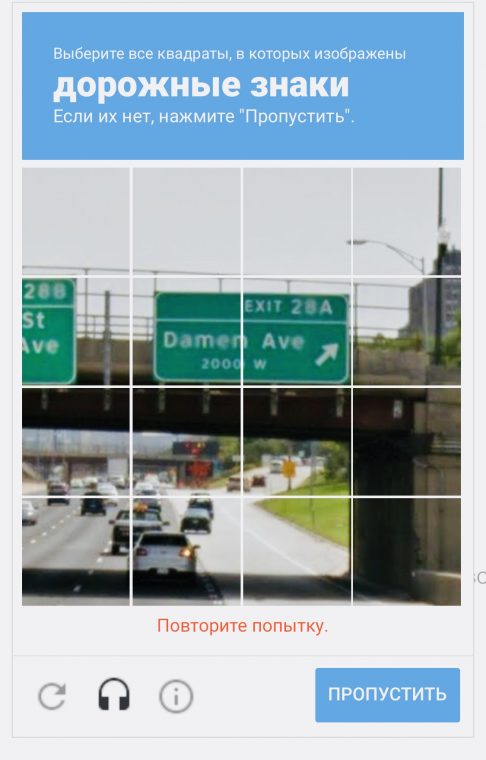 Выберите все квадраты, в которых изображены
дорожные знаки
Если их нет, нажмите "Пропустить".
28B
St
Ave
EXIT 28A
Damen Ave
2000 W
Повторите попытку.
ПРОПУСТИТЬ